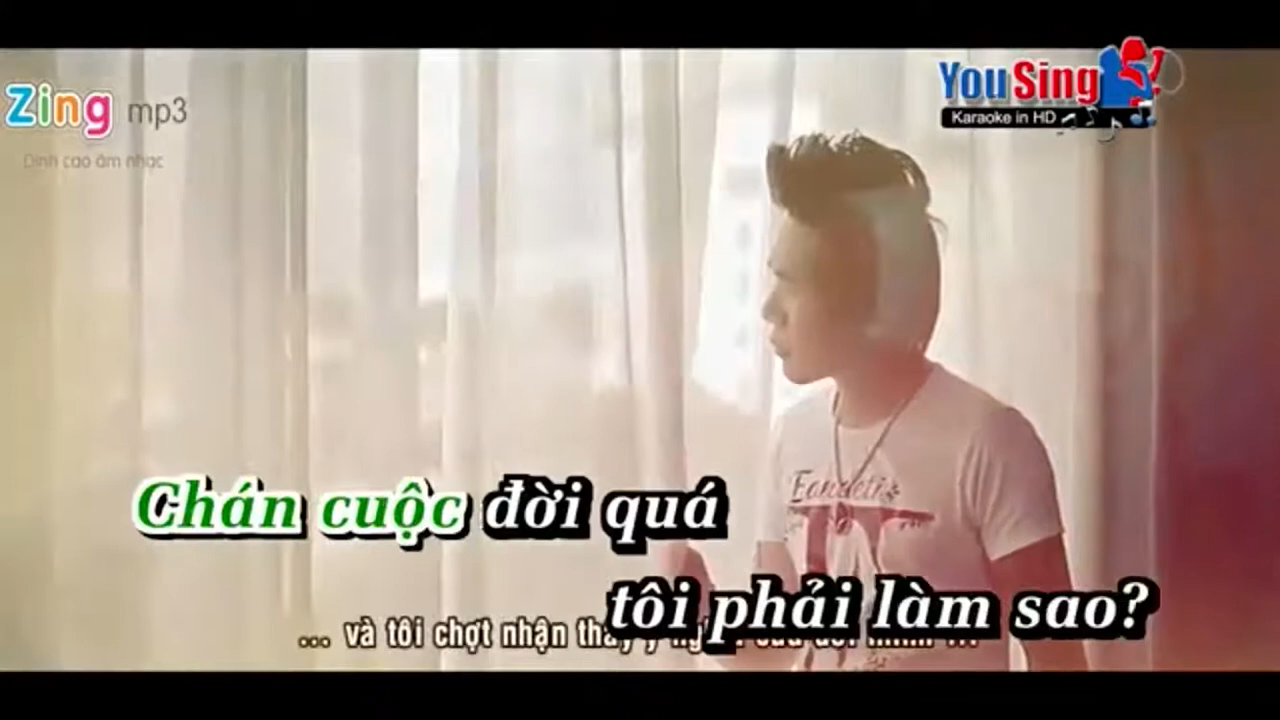 Zing mp3
Đỉnh cao âm nhạc
YouSing
Karaoke in HD
Chán cuộc đời quá
tôi phải làm sao?
... và tôi chợt nhận thấy ý